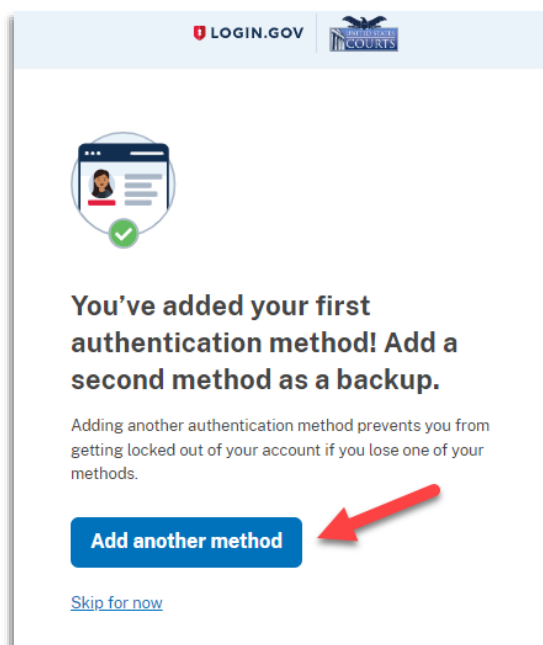 LOGIN.GOV
UNITED STATES
COURTS
You’ve added your first
authentication method! Add a
second method as a backup.
Adding another authentication method prevents you from
getting locked out of your account if you lose one of your
methods.
Add another method
Skip for now